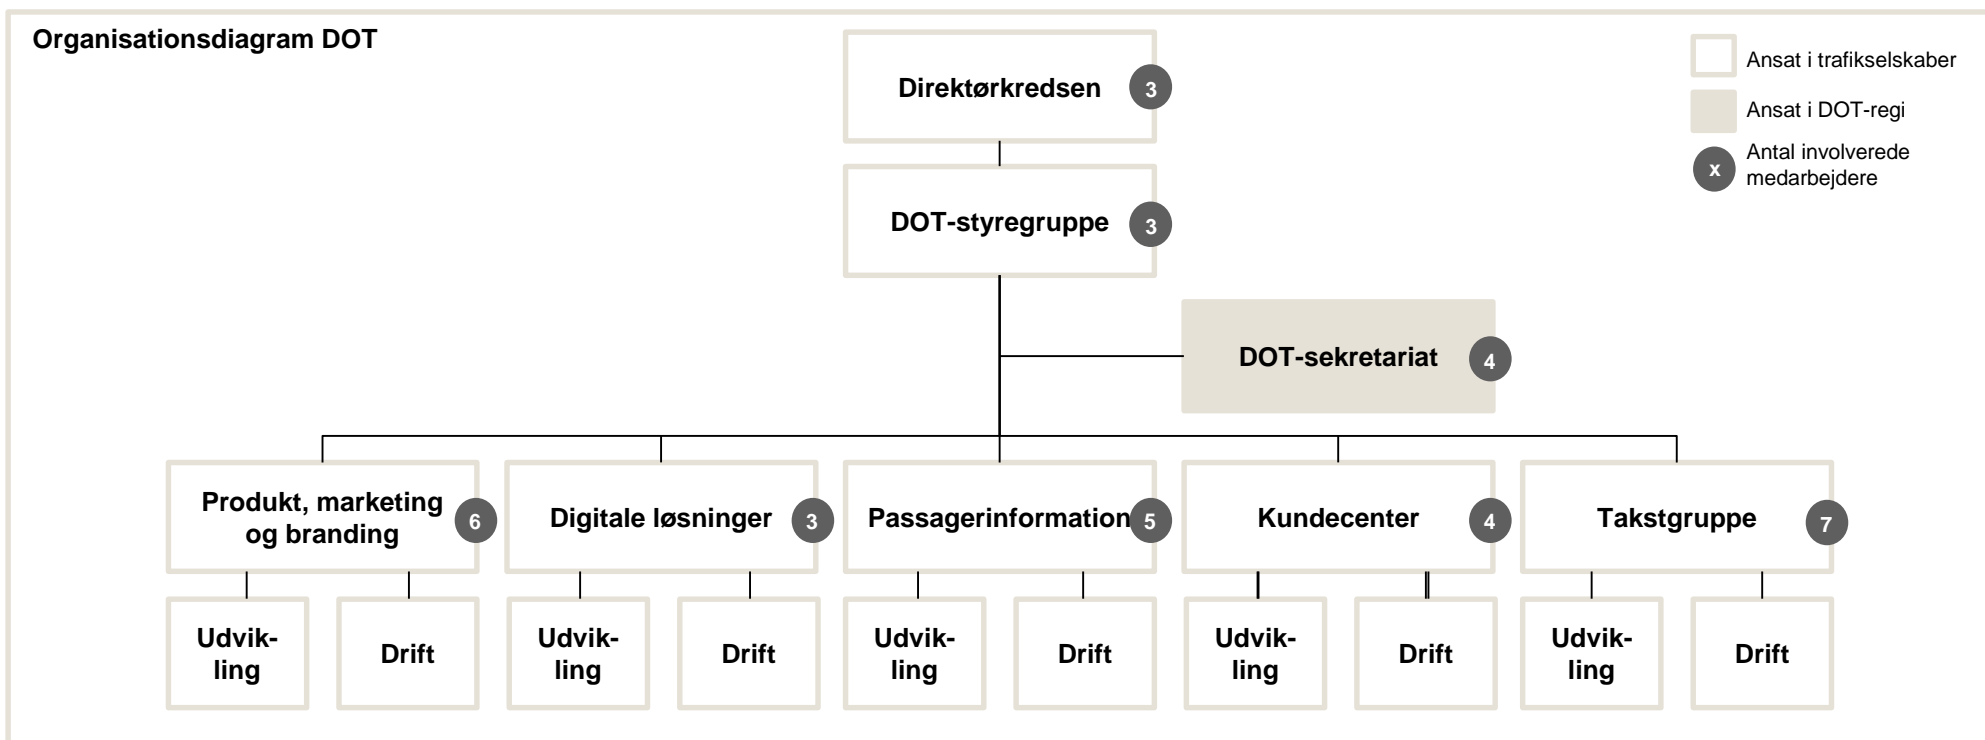 Organisationsdiagram DOT
Ansat i trafikselskaber
Ansat i DOT-regi
x
Antal involverede
medarbejdere
Direktørkredsen
3
DOT-styregruppe
3
DOT-sekretariat
4
Produkt, marketing
og branding
6
Digitale løsninger
3
Passagerinformation
5
Kundecenter
4
Takstgruppe
7
Udvik-
ling
Drift
Udvik-
ling
Drift
Udvik-
ling
Drift
Udvik-
ling
Drift
Udvik-
ling
Drift